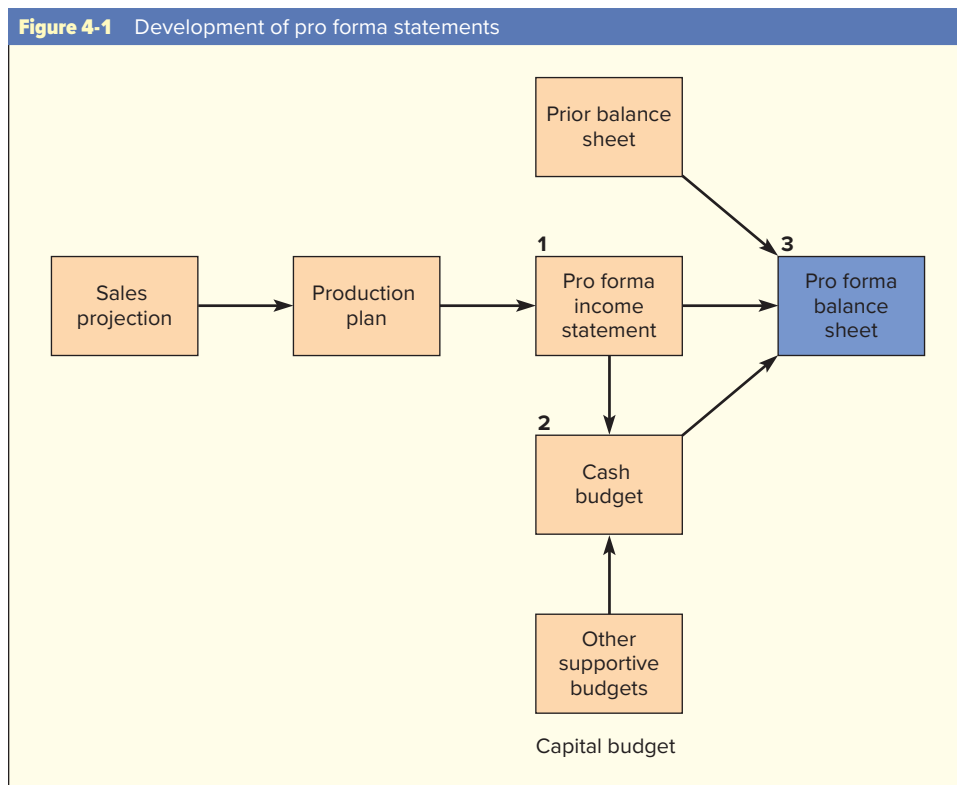 Figure 4-1 Development of pro forma statements
Prior balance
sheet
Sales
projection
Production
plan
1
Pro forma
income
statement
3
Pro forma
balance
sheet
2
Cash
budget
Other
supportive
budgets
Capital budget